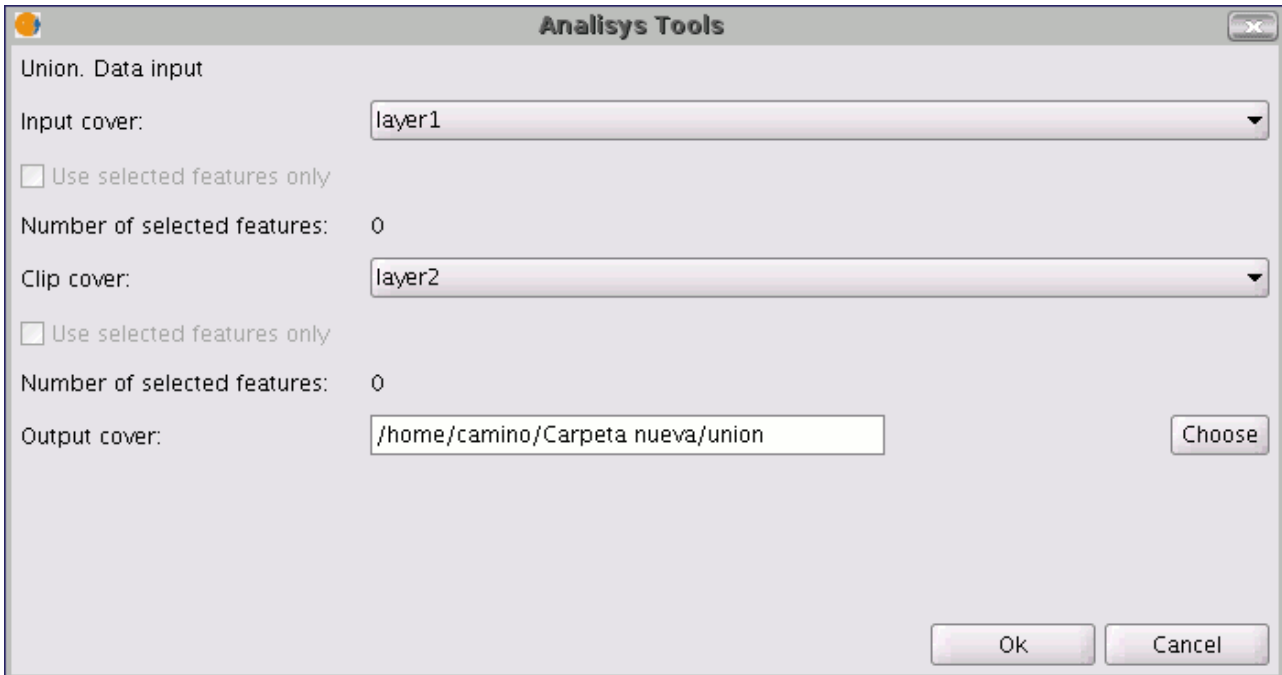 Analisys Tools
Union. Data input
Input cover: layer1
Use selected features only
Number of selected features: 0
Clip cover: layer2
Use selected features only
Number of selected features: 0
Output cover: /home/camino/Carpeta nueva/union Choose
Ok Cancel